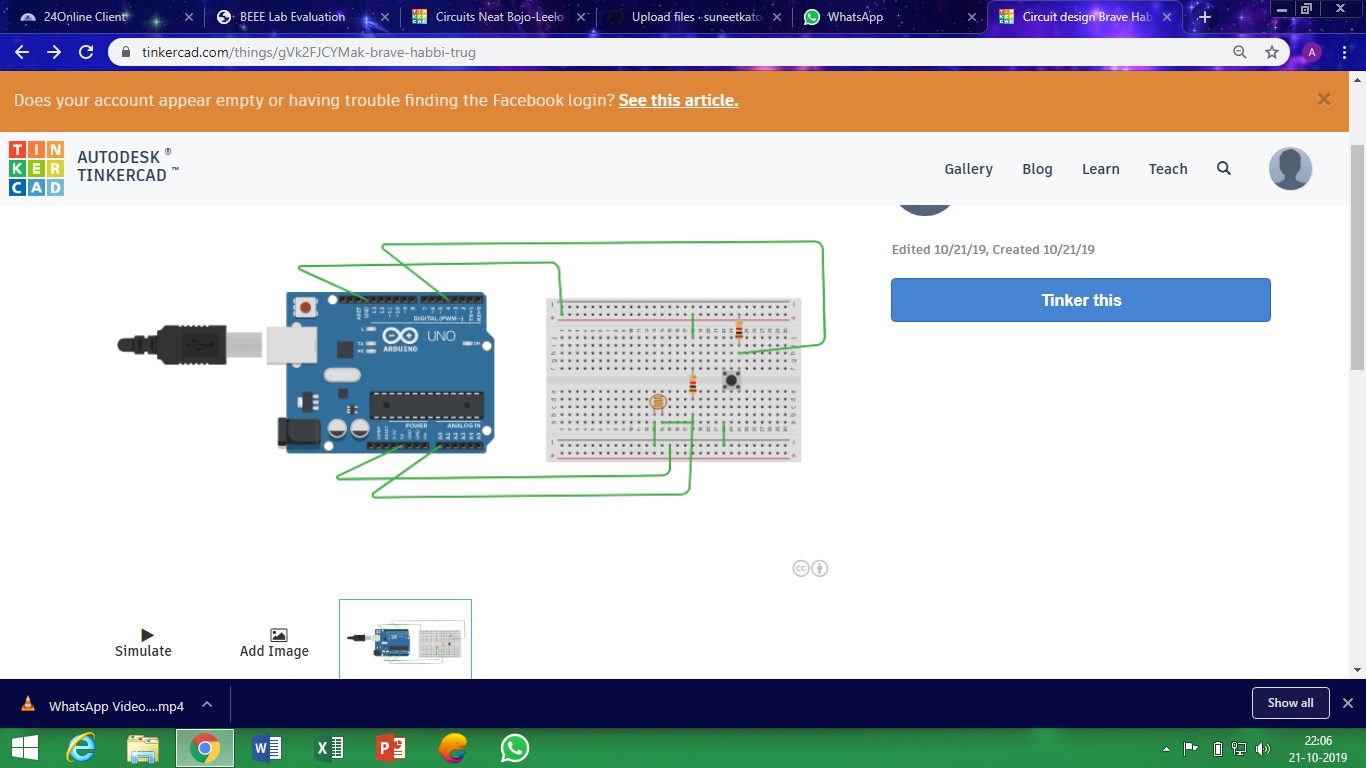 24Online Client
BEEE Lab Evaluation
Circuits Neat Bojo-Leelo
Upload files · suneetkato
WhatsApp
Circuit design Brave Hab
tinkercad.com/things/gVk2FJCYMak-brave-habbi-trug
A
Does your account appear empty or having trouble finding the Facebook login? See this article.
TIN
KER
CAD
AUTODESK ®
TINKERCAD ™
Gallery
Blog
Learn
Teach
Edited 10/21/19, Created 10/21/19
Tinker this
DIGITAL (PWM~)
UNO
ARDUINO
POWER
ANALOG IN
cc
Simulate
Add Image
WhatsApp Video....mp4
Show all
22:06
21-10-2019